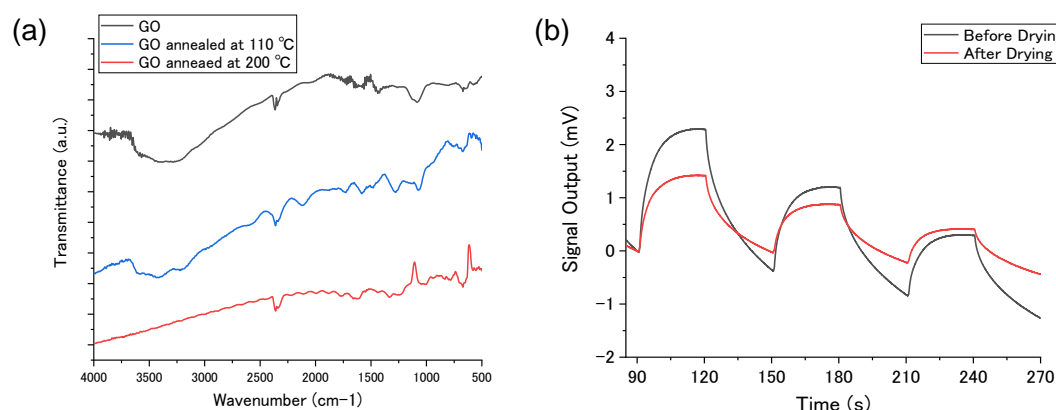 (a)
GO
GO annealed at 110 ℃
GO anneaed at 200 ℃
Transmittance (a.u.)
4000 3500 3000 2500 2000 1500 1000 500
Wavenumber (cm-1)
(b)
Before Drying
After Drying
Signal Output (mV)
4
3
2
1
0
-1
-2
90 120 150 180 210 240 270
Time (s)